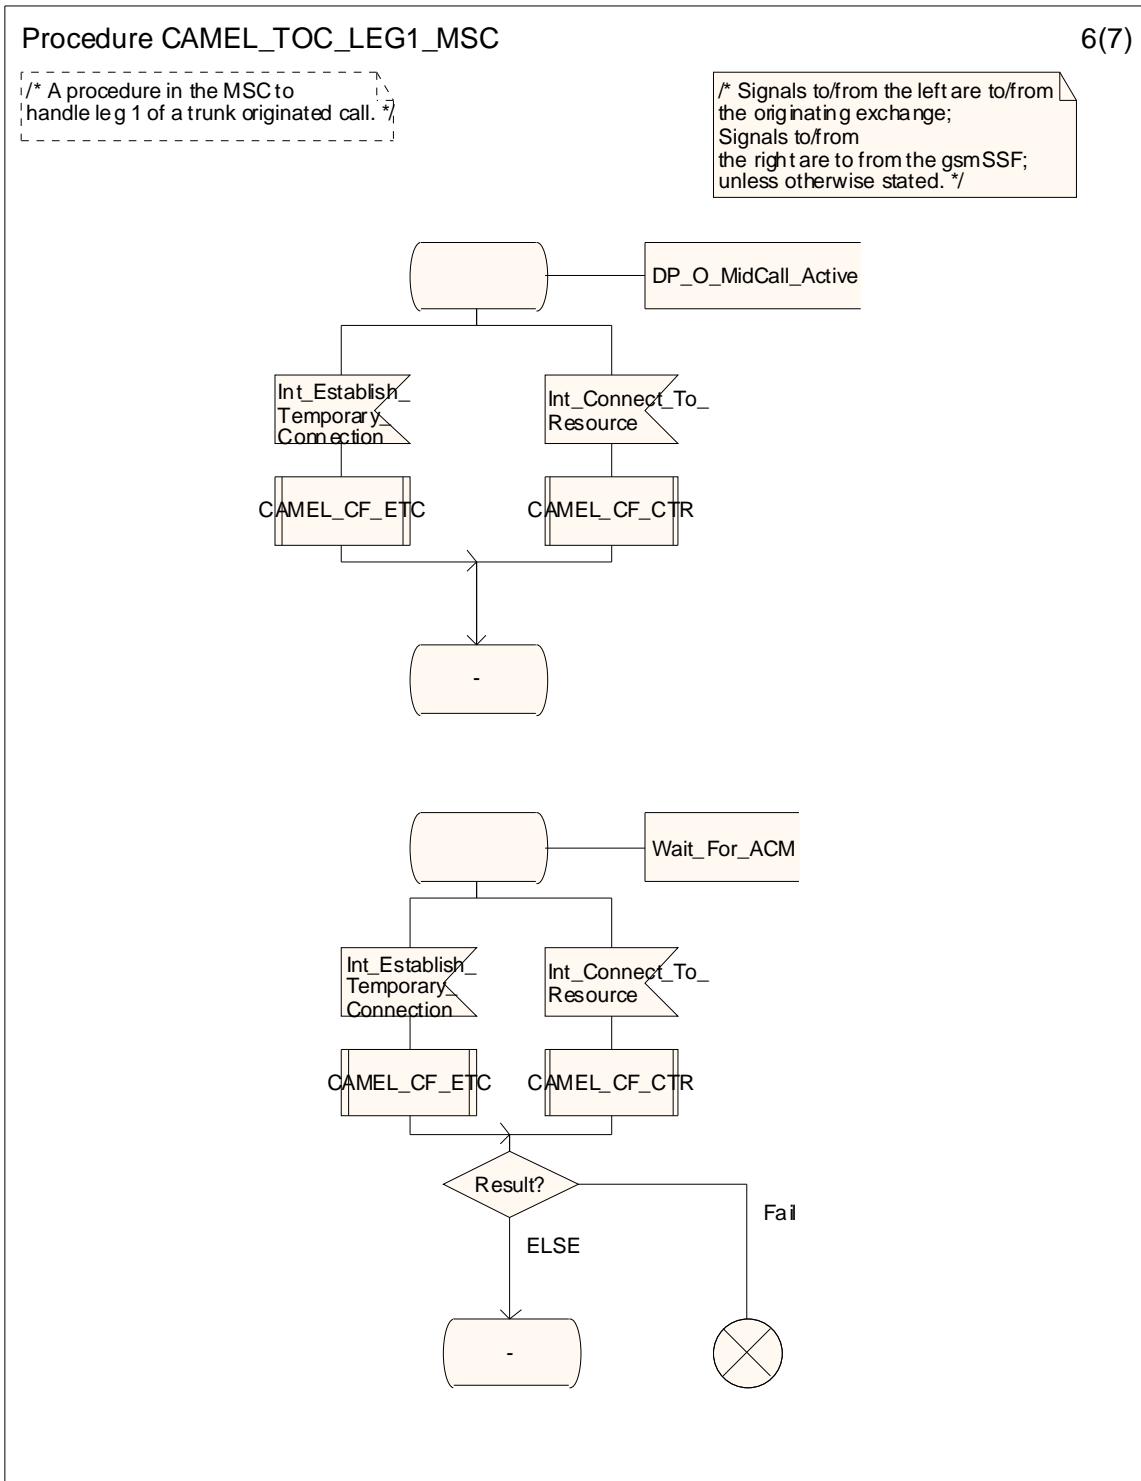 Procedure CAMEL_TOC_LEG1_MSC
6(7)
/* A procedure in the MSC to
handle leg 1 of a trunk originated call. */
/* Signals to/from the left are to/from
the originating exchange;
Signals to/from
the right are to from the gsmSSF;
unless otherwise stated. */
DP_O_MidCall_Active
Int_Establish_
Temporary_
Connection
Int_Connect_To_
Resource
CAMEL_CF_ETC
CAMEL_CF_CTR
-
Wait_For_ACM
Int_Establish_
Temporary_
Connection
Int_Connect_To_
Resource
CAMEL_CF_ETC
CAMEL_CF_CTR
Result?
Fail
ELSE
-